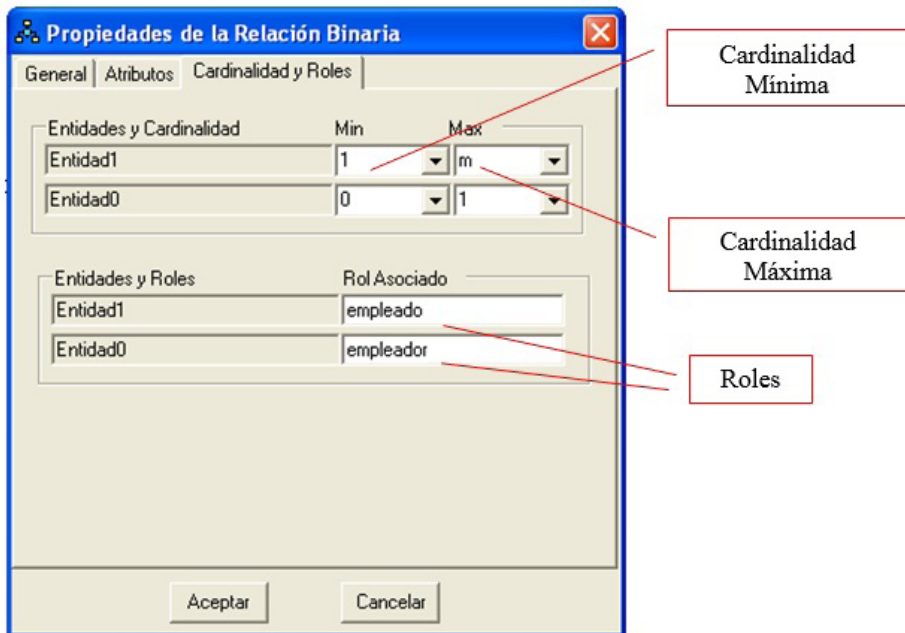 Propiedades de la Relación Binaria
General Atributos Cardinalidad y Roles
Entidades y Cardinalidad Min Max
Entidad1 1 m
Entidad0 0 1
Entidades y Roles Rol Asociado
Entidad1 empleado
Entidad0 empleador
Aceptar Cancelar
Cardinalidad
Mínima
Cardinalidad
Máxima
Roles